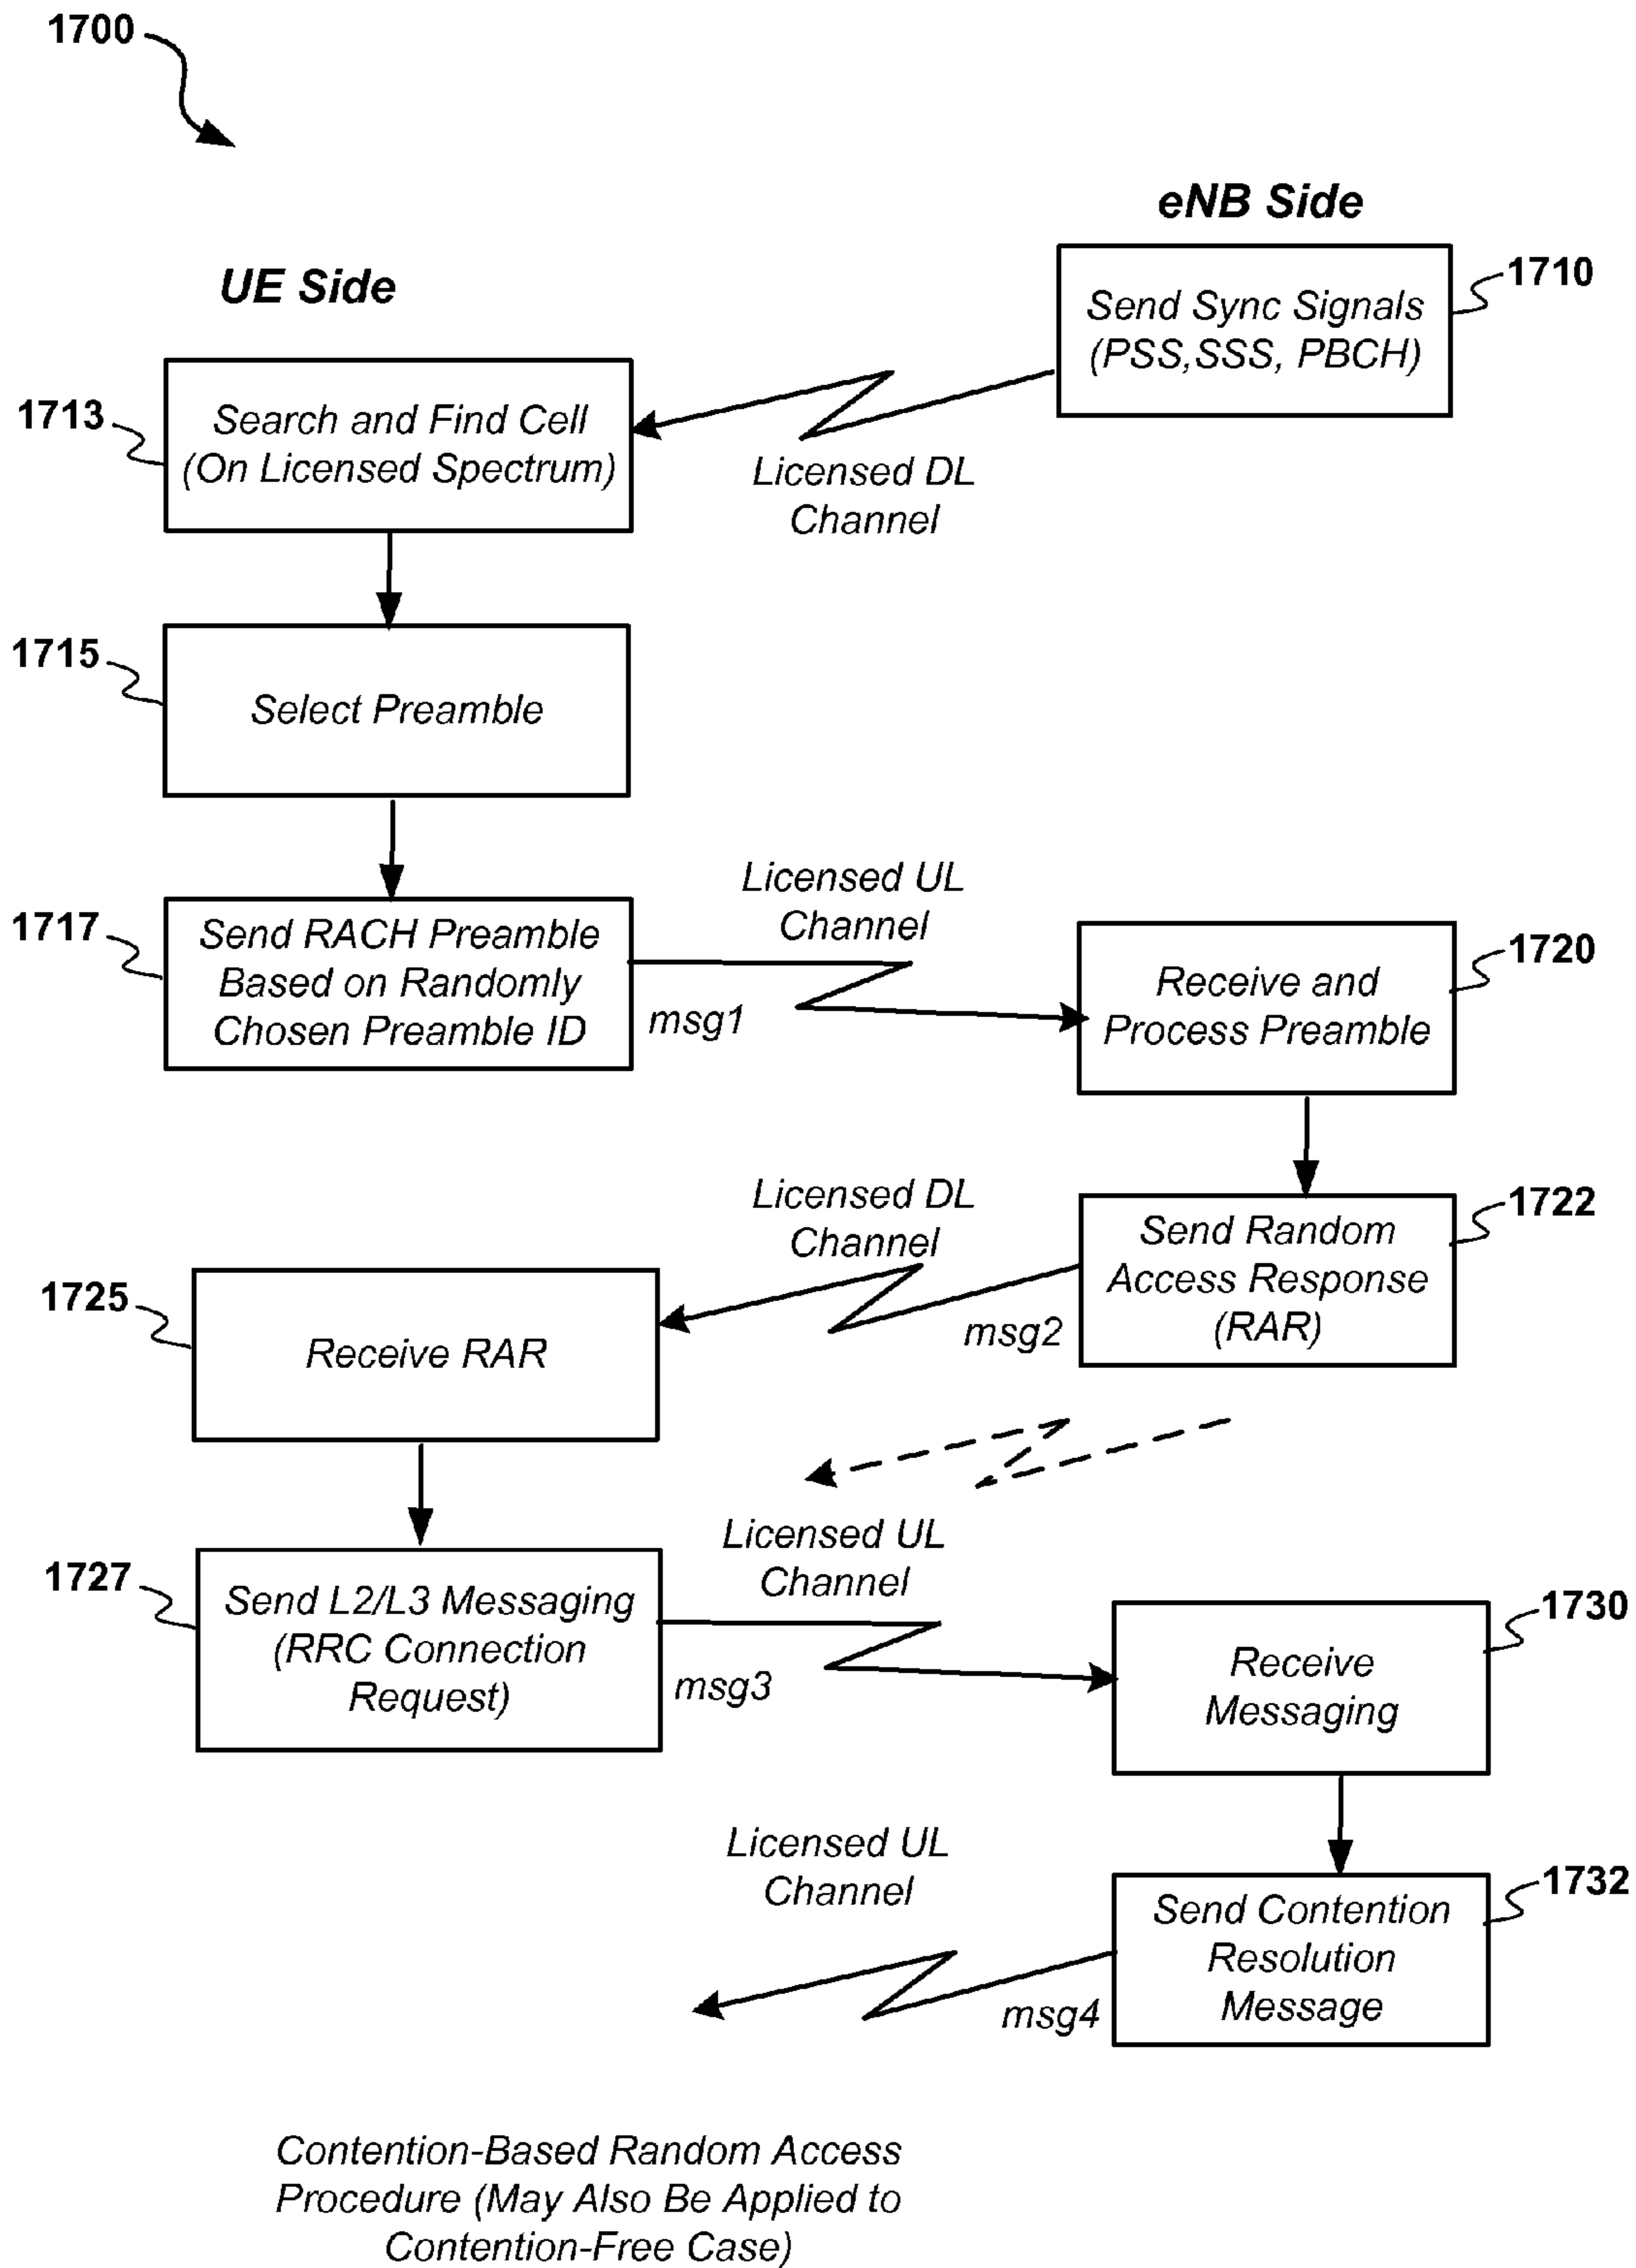 1700
eNB Side
UE Side
1710
Send Sync Signals
(PSS,SSS, PBCH)
1713
Search and Find Cell
(On Licensed Spectrum)
Licensed DL
Channel
1715
Select Preamble
Licensed UL
Channel
1717
Send RACH Preamble
Based on Randomly
Chosen Preamble ID
msg1
1720
Receive and
Process Preamble
Licensed DL
Channel
1722
Send Random
Access Response
(RAR)
msg2
1725
Receive RAR
Licensed UL
Channel
1727
Send L2/L3 Messaging
(RRC Connection
Request)
msg3
1730
Receive
Messaging
Licensed UL
Channel
1732
Send Contention
Resolution
Message
msg4
Contention-Based Random Access
Procedure (May Also Be Applied to
Contention-Free Case)